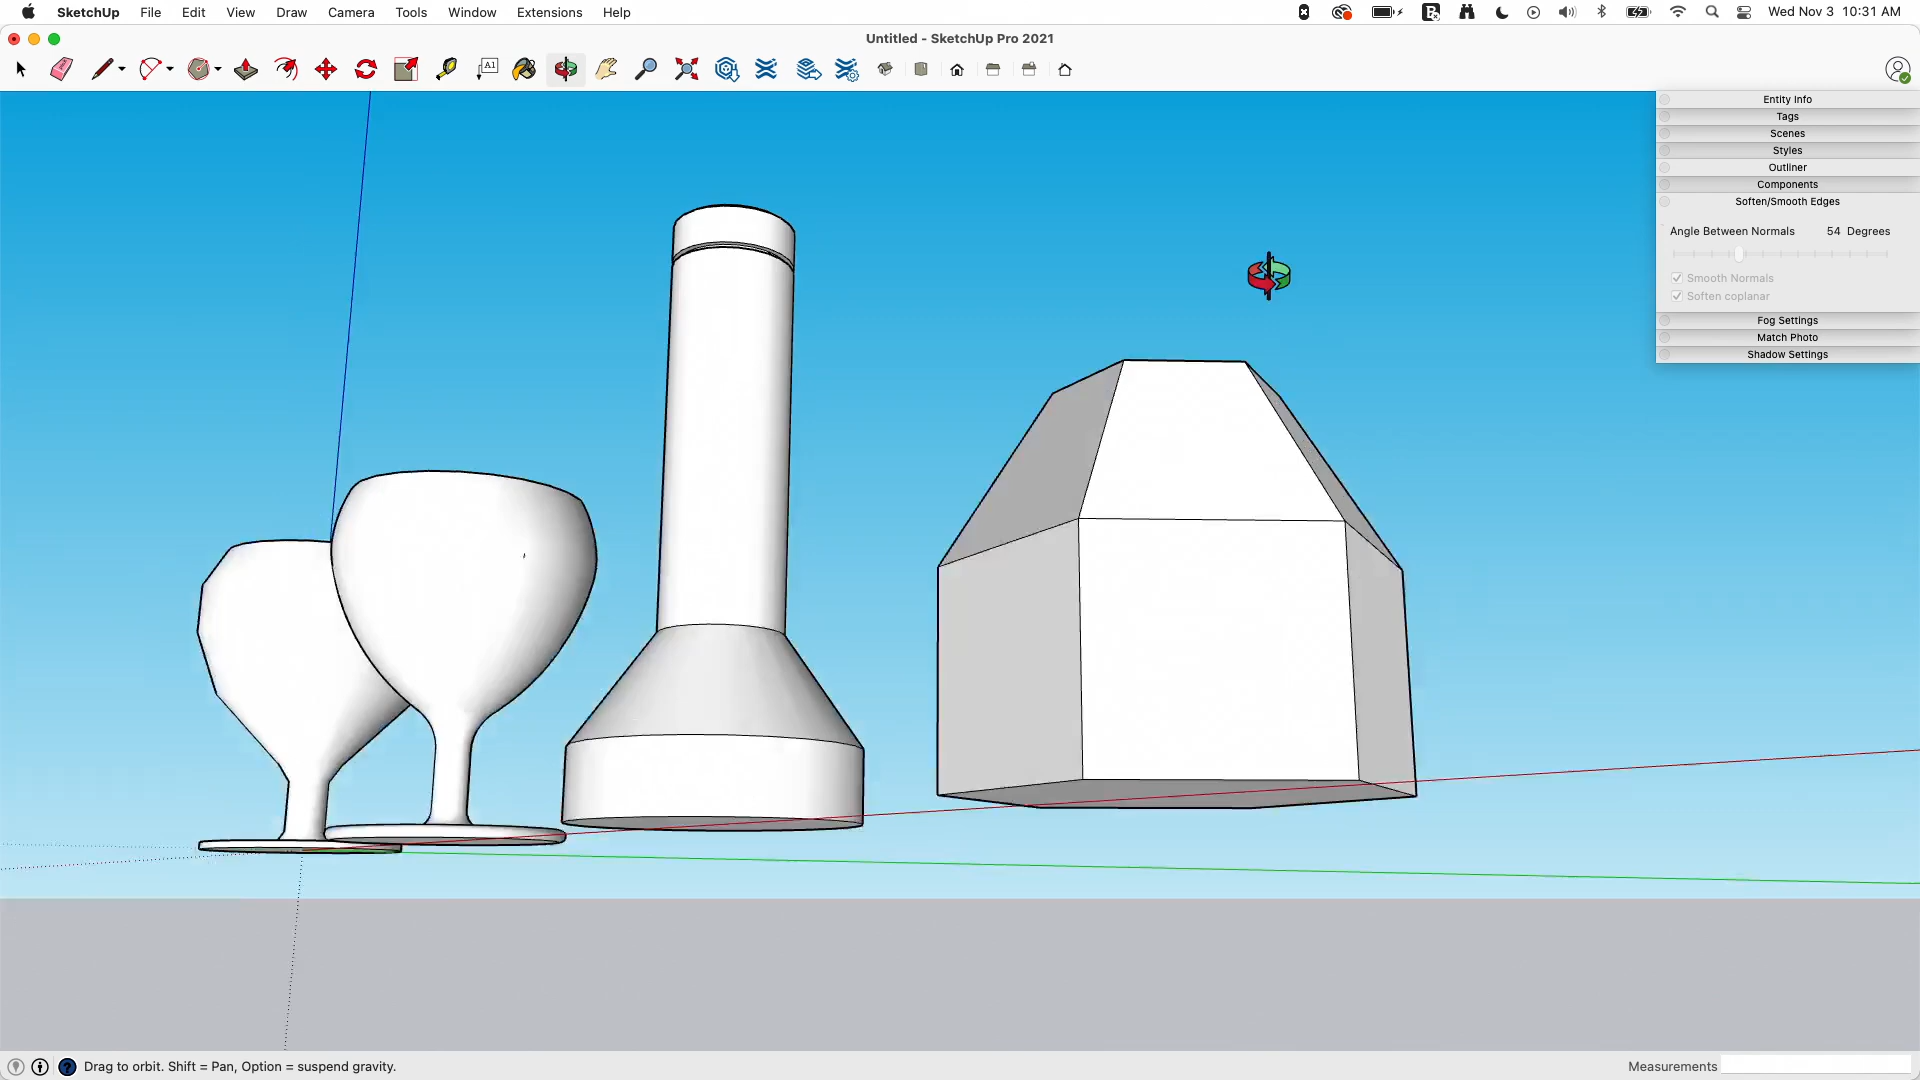 SketchUp File Edit View Draw Camera Tools Window Extensions Help
Wed Nov 3 10:31 AM
Untitled - SketchUp Pro 2021
A1
Entity Info
Tags
Scenes
Styles
Outliner
Components
Soften/Smooth Edges
Angle Between Normals 54 Degrees
Smooth Normals
Soften coplanar
Fog Settings
Match Photo
Shadow Settings
Drag to orbit. Shift = Pan, Option = suspend gravity.
Measurements